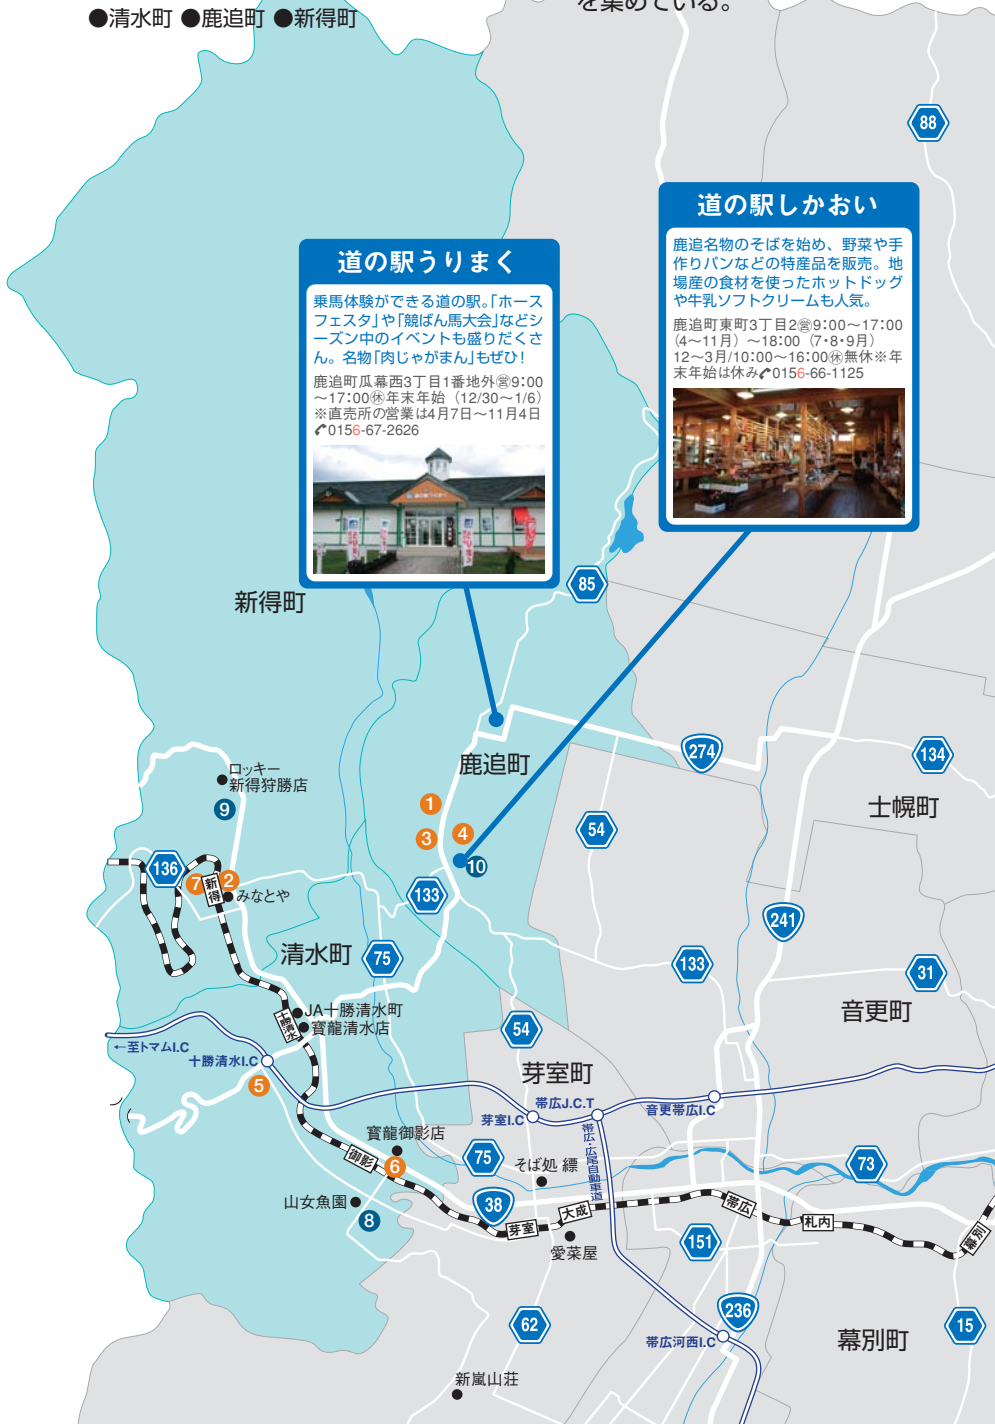 ●清水町 ●鹿追町 ●新得町
を集めている。
88
道の駅しかおい
鹿追名物のそばを始め、野菜や手
作りパンなどの特産品を販売。地
場産の食材を使ったホットドッグ
や牛乳ソフトクリームも人気。
鹿追町東町3丁目2㊡9:00～17:00
(4～11月) ～18:00 (7・8・9月)
12～3月/10:00～16:00㊡無休※年
末年始は休み✆0156-66-1125
道の駅うりまく
乗馬体験ができる道の駅。「ホース
フェスタ」や「競ばん馬大会」などシ
ーズン中のイベントも盛りだくさ
ん。名物「肉じゃがまん」もぜひ!
鹿追町瓜幕西3丁目1番地外㊡9:00
～17:00㊡年末年始 (12/30～1/6)
※直売所の営業は4月7日～11月4日
✆0156-67-2626
85
新得町
274
134
鹿追町
ロッキー
新得狩勝店
9
1
3
4
10
54
士幌町
136
7
2
新得
みなとや
133
241
清水町
75
133
31
JA十勝清水町
十勝清水
寳龍清水店
54
音更町
←至トマムI.C
十勝清水I.C
5
芽室町
帯広J.C.T
芽室I.C
音更帯広I.C
帯広・広尾自動車道
寳龍御影店
御影
6
75
そば処 縹
73
山女魚園
8
38
芽室
大成
帯広
札内
幕別
愛菜屋
151
62
236
15
帯広河西I.C
幕別町
新嵐山荘